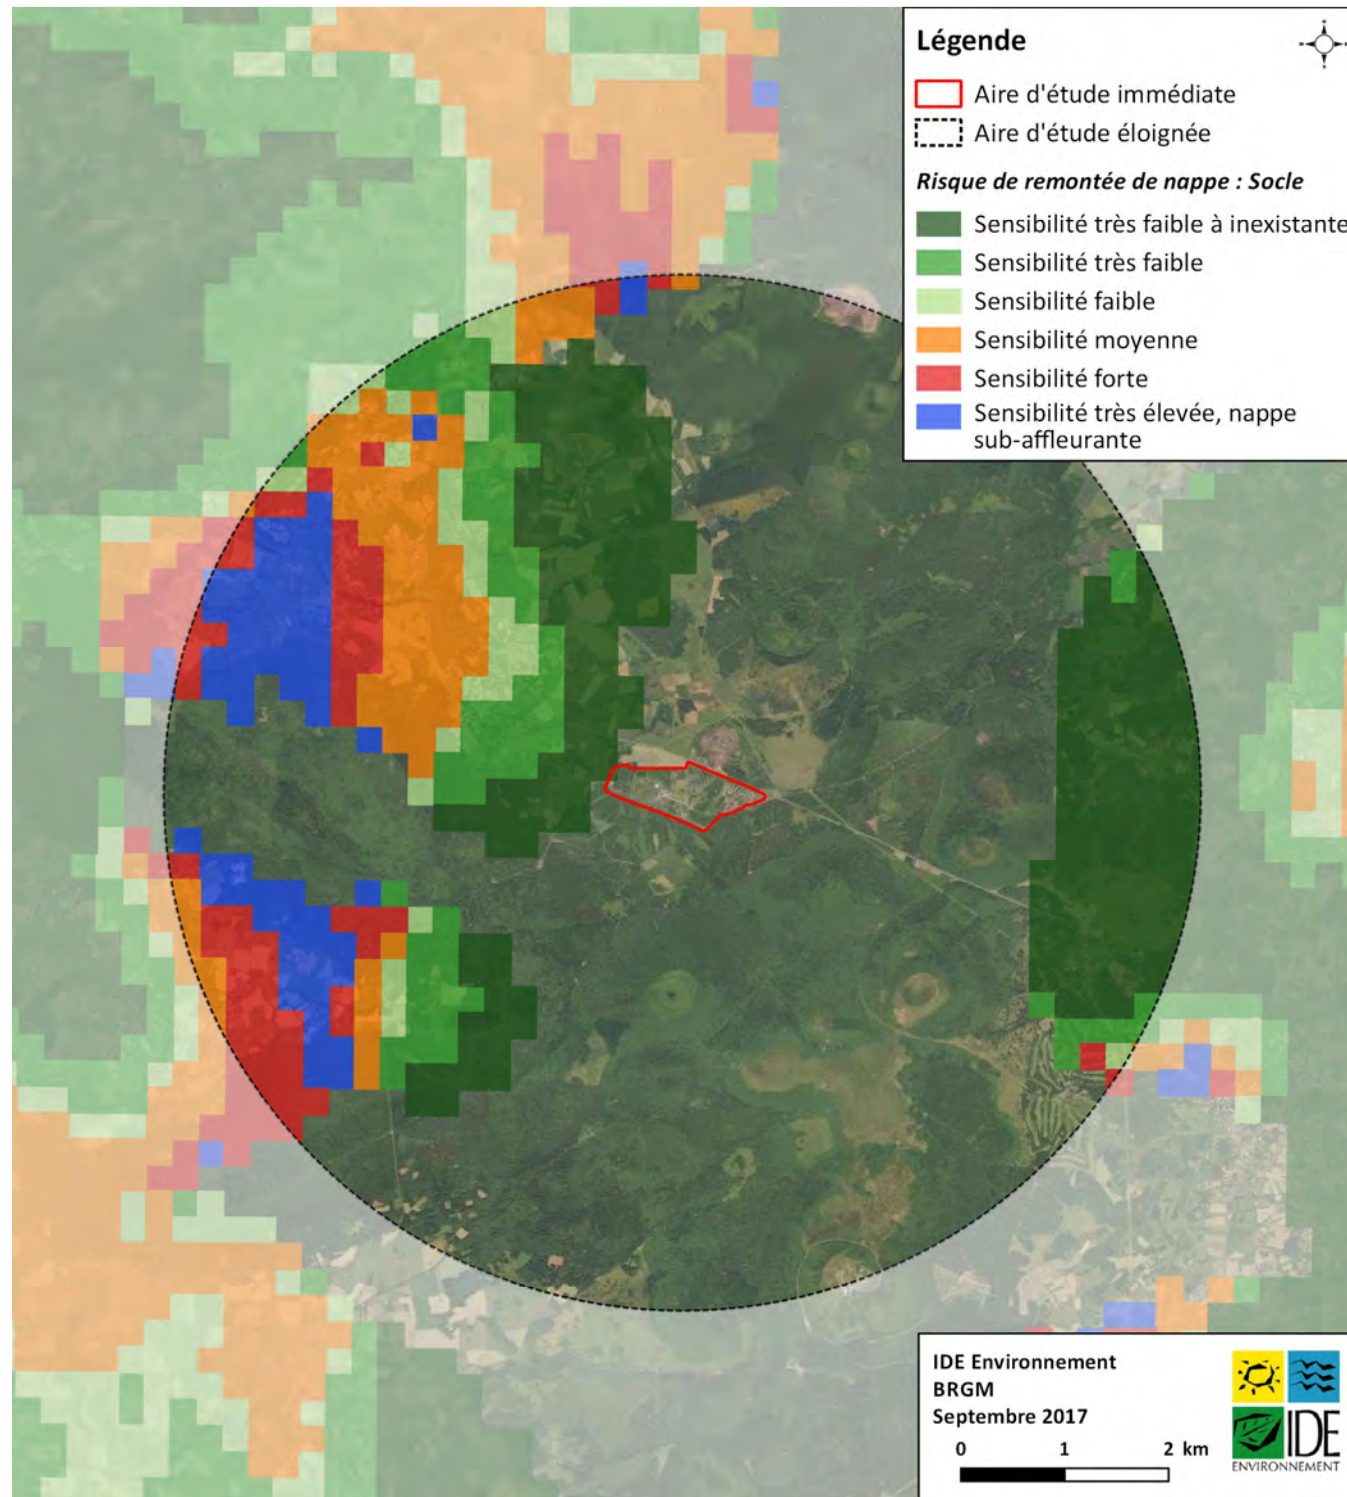 Légende
Aire d'étude immédiate
Aire d'étude éloignée
Risque de remontée de nappe : Socle
Sensibilité très faible à inexistante
Sensibilité très faible
Sensibilité faible
Sensibilité moyenne
Sensibilité forte
Sensibilité très élevée, nappe
sub-affleurante
IDE Environnement
BRGM
Septembre 2017
0 1 2 km
IDE
ENVIRONNEMENT